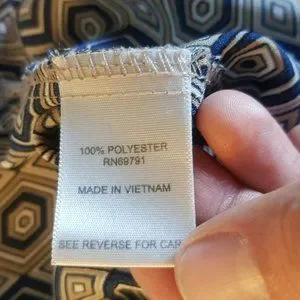 100% POLYESTER
RN69791
MADE IN VIETNAM
SEE REVERSE FOR CAR